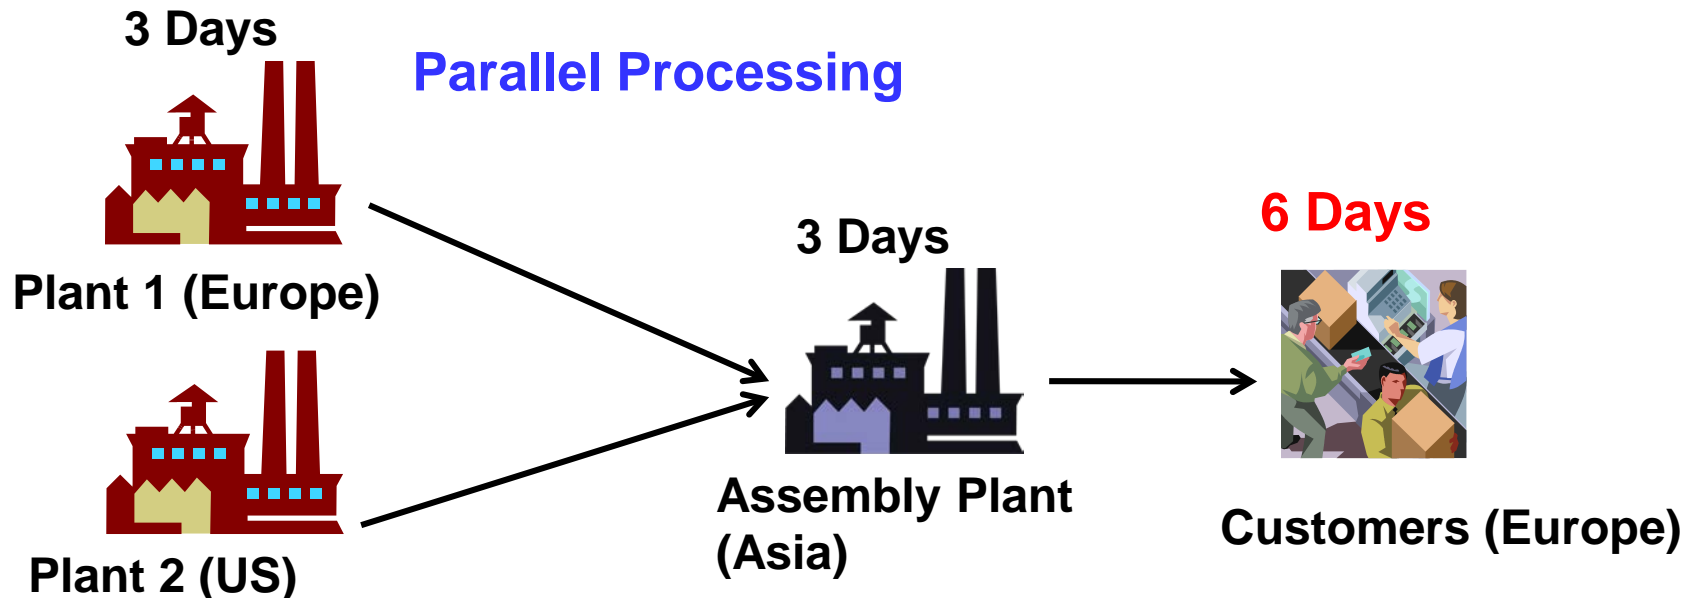 3 Days
Parallel Processing
Plant 1 (Europe)
3 Days
6 Days
Plant 2 (US)
Assembly Plant
(Asia)
Customers (Europe)